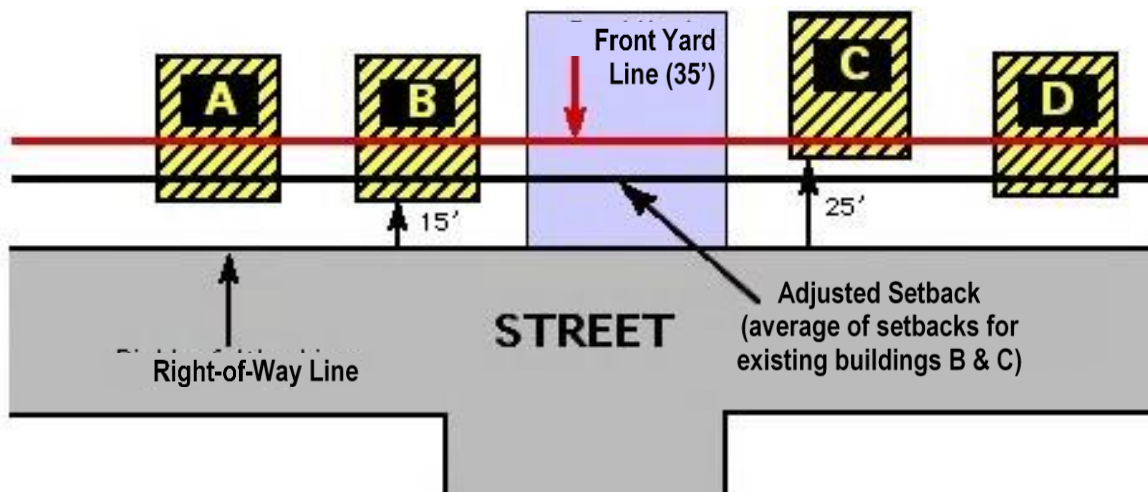 Front Yard
Line (35’)
A
B
C
D
15’
25’
Adjusted Setback
(average of setbacks for
existing buildings B & C)
STREET
Right-of-Way Line